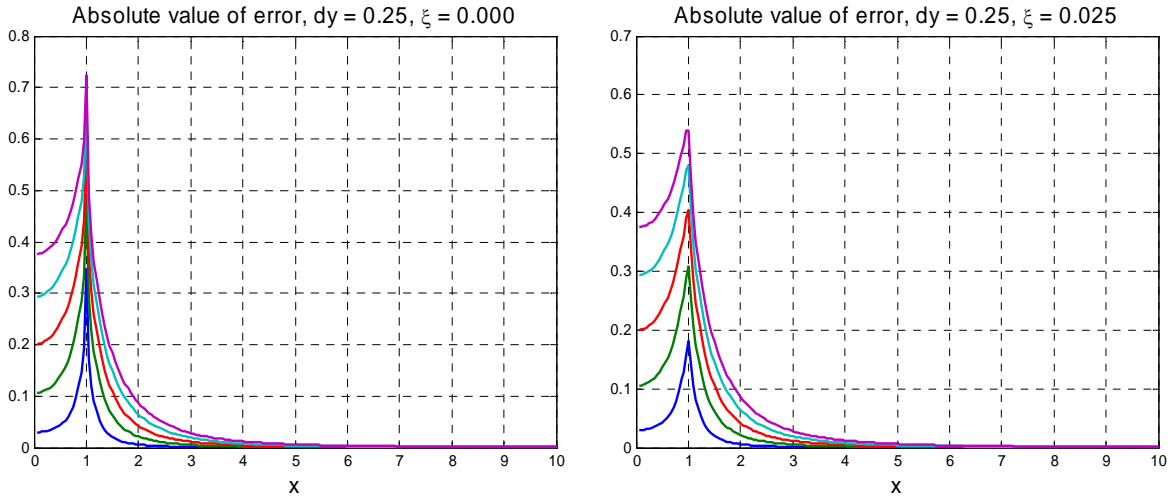 Absolute value of error, dy = 0.25, ξ = 0.000
0.8
0.7
0.6
0.5
0.4
0.3
0.2
0.1
0
0 1 2 3 4 5 6 7 8 9 10
x
Absolute value of error, dy = 0.25, ξ = 0.025
0.7
0.6
0.5
0.4
0.3
0.2
0.1
0
0 1 2 3 4 5 6 7 8 9 10
x